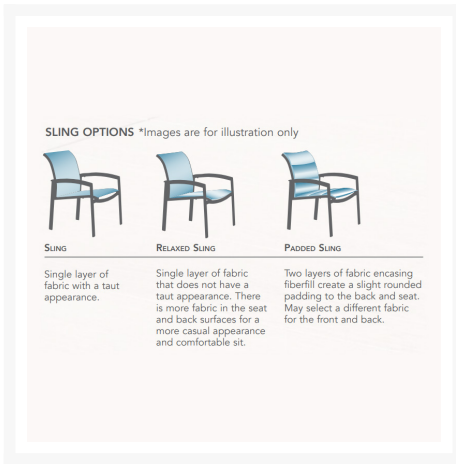 SLING OPTIONS *Images are for illustration only
SLING
Single layer of
fabric with a taut
appearance.
RELAXED SLING
Single layer of fabric
that does not have a
taut appearance. There
is more fabric in the seat
and back surfaces for a
more casual appearance
and comfortable sit.
PADDED SLING
Two layers of fabric encasing
fiberfill create a slight rounded
padding to the back and seat.
May select a different fabric
for the front and back.